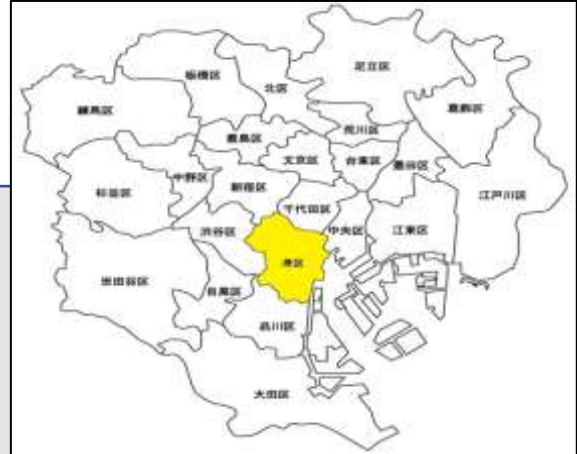 足立区
板橋区
北区
練馬区
葛飾区
荒川区
豊島区
文京区
台東区
墨田区
江戸川区
中野区
杉並区
新宿区
千代田区
渋谷区
中央区
江東区
港区
世田谷区
目黒区
品川区
大田区